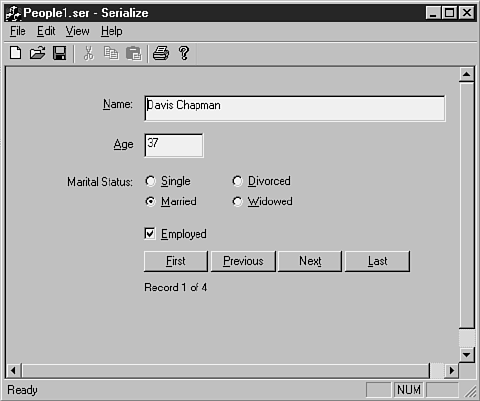 People1.ser - Serialize
File Edit View Help
Name: Davis Chapman
Age 37
Marital Status: Single Divorced
Married Widowed
Employed
First Previous Next Last
Record 1 of 4
Ready NUM